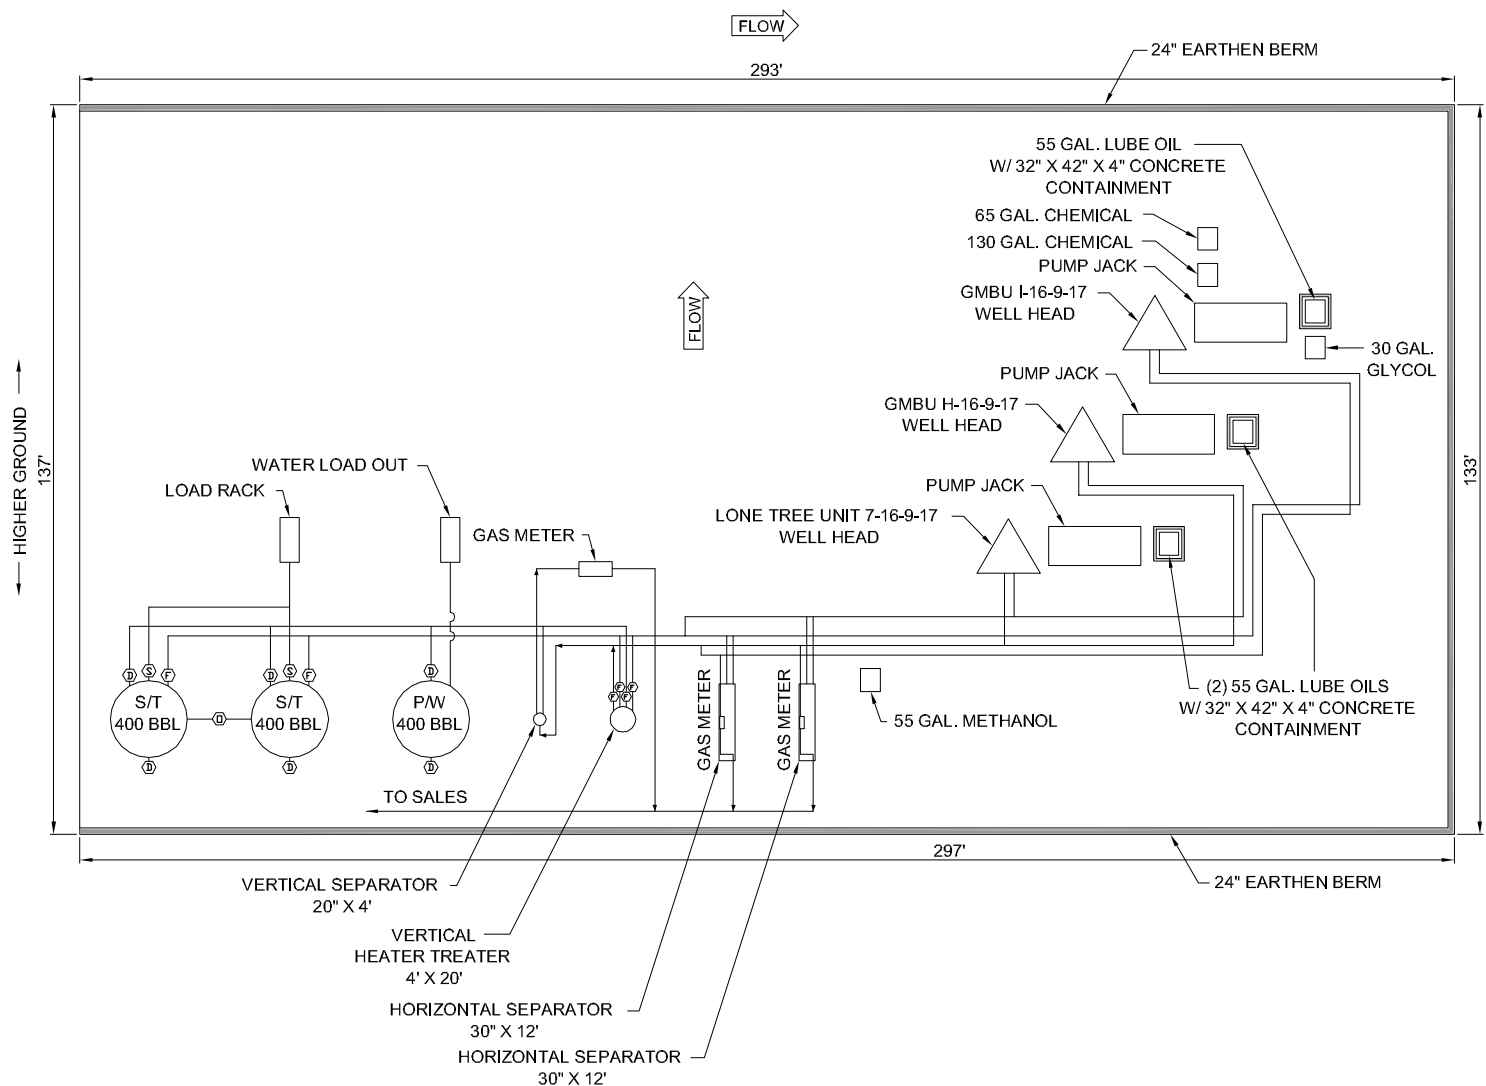 FLOW
24" EARTHEN BERM
293'
55 GAL. LUBE OIL
W/ 32" X 42" X 4" CONCRETE
CONTAINMENT
65 GAL. CHEMICAL
130 GAL. CHEMICAL
PUMP JACK
GMBU I-16-9-17
WELL HEAD
FLOW
30 GAL.
GLYCOL
PUMP JACK
GMBU H-16-9-17
WELL HEAD
HIGHER GROUND
137'
133'
WATER LOAD OUT
LOAD RACK
PUMP JACK
LONE TREE UNIT 7-16-9-17
WELL HEAD
GAS METER
D
S
F
D
S
F
D
F
F
F
F
S/T
400 BBL
O
S/T
400 BBL
P/W
400 BBL
GAS METER
GAS METER
55 GAL. METHANOL
(2) 55 GAL. LUBE OILS
W/ 32" X 42" X 4" CONCRETE
CONTAINMENT
D
D
D
TO SALES
297'
24" EARTHEN BERM
VERTICAL SEPARATOR
20" X 4'
VERTICAL
HEATER TREATER
4' X 20'
HORIZONTAL SEPARATOR
30" X 12'
HORIZONTAL SEPARATOR
30" X 12'